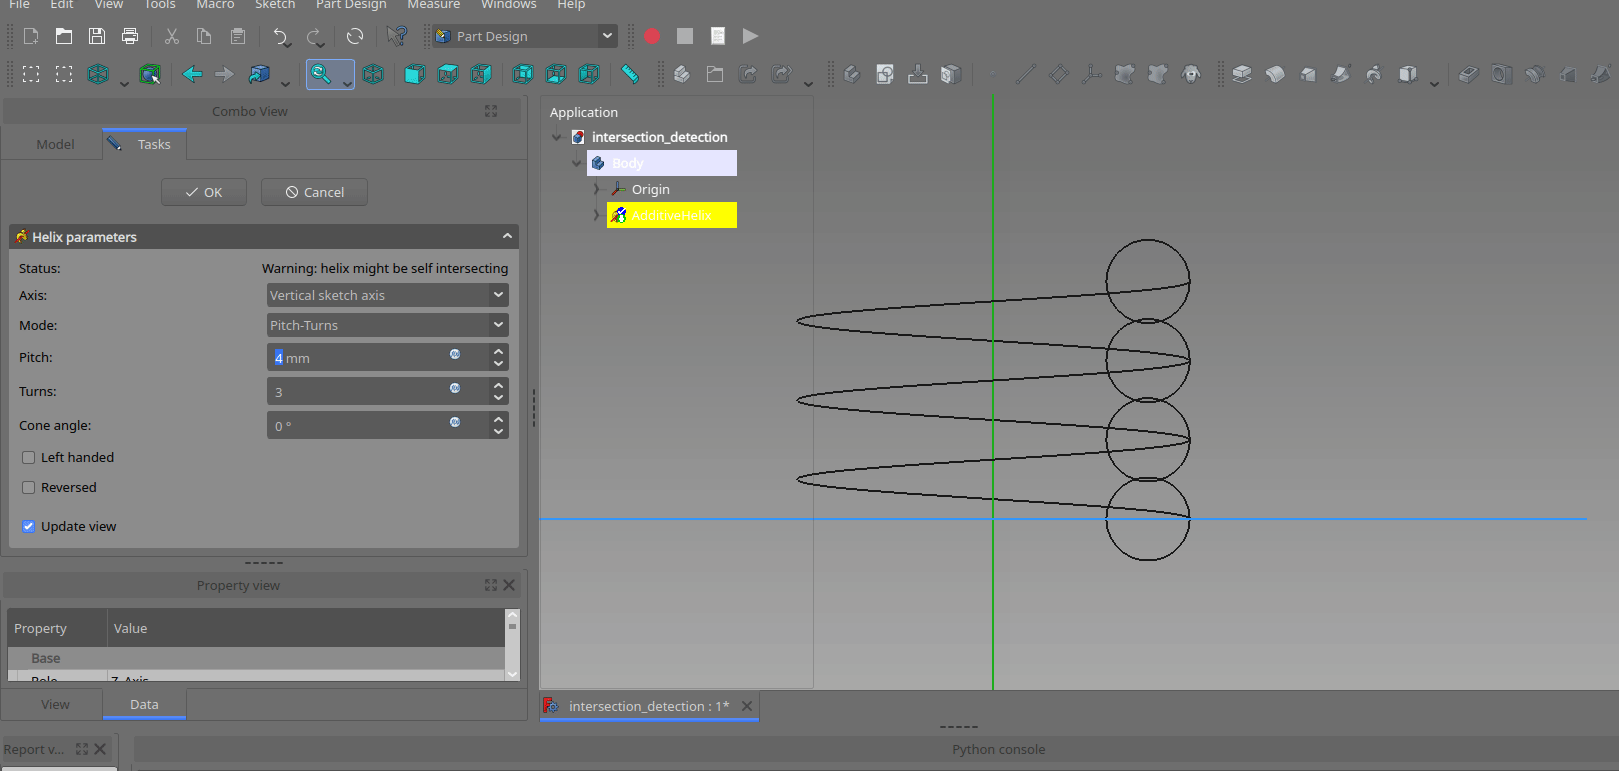 File Edit View Tools Macro Sketch Part Design Measure Windows Help
Part Design
Combo View
Model Tasks
OK Cancel
Helix parameters
Status: Warning: helix might be self intersecting
Axis: Vertical sketch axis
Mode: Pitch-Turns
Pitch: 4 mm
Turns: 3
Cone angle: 0 °
Left handed
Reversed
Update view
Property view
Property Value
Base
Role Z_Axis
View Data
Report v...
Application
intersection_detection
Body
Origin
AdditiveHelix
intersection_detection : 1*
Python console